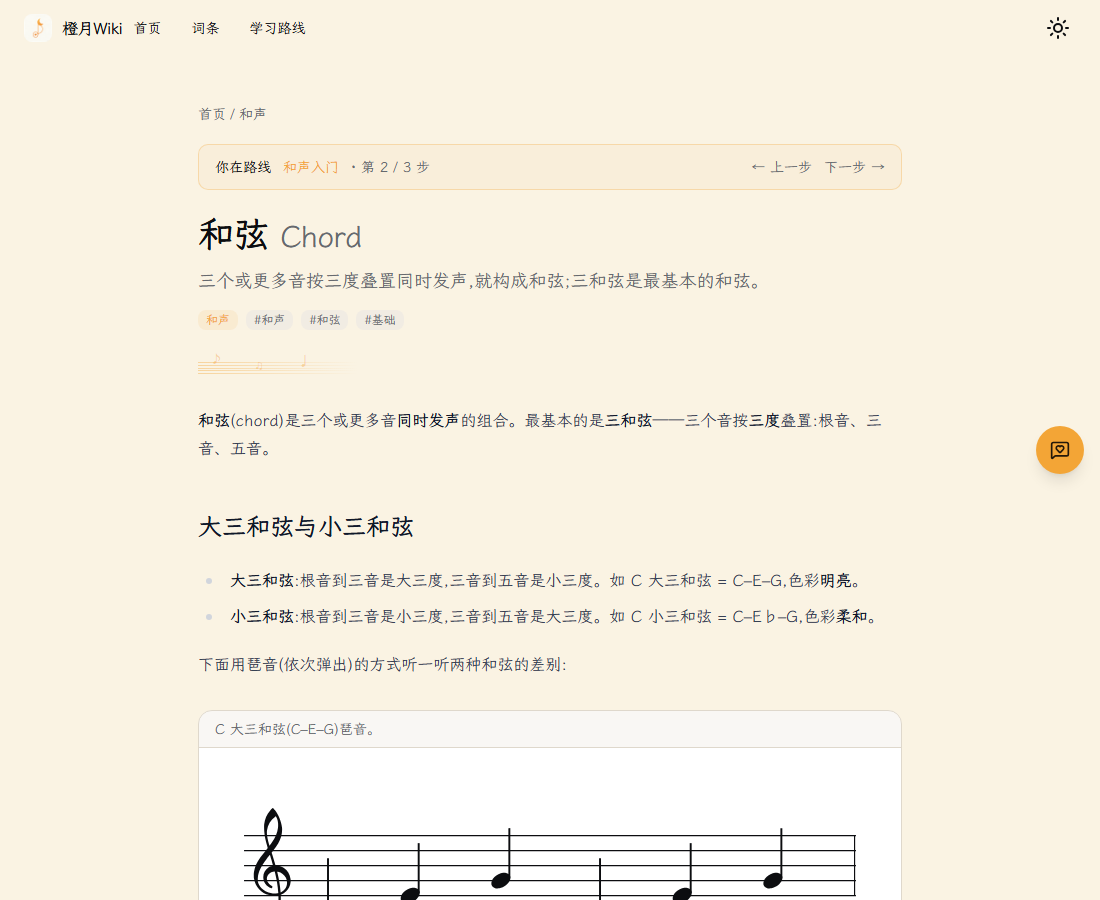 橙月Wiki 首页 词条 学习路线
首页 / 和声
你在路线 和声入门 · 第 2 / 3 步 ← 上一步 下一步 →
和弦 Chord
三个或更多音按三度叠置同时发声,就构成和弦;三和弦是最基本的和弦。
和声 #和声 #和弦 #基础
和弦(chord)是三个或更多音同时发声的组合。最基本的是三和弦——三个音按三度叠置:根音、三
音、五音。
大三和弦与小三和弦
大三和弦:根音到三音是大三度,三音到五音是小三度。如 C 大三和弦 = C–E–G,色彩明亮。
小三和弦:根音到三音是小三度,三音到五音是大三度。如 C 小三和弦 = C–E♭–G,色彩柔和。
下面用琶音(依次弹出)的方式听一听两种和弦的差别:
C 大三和弦(C–E–G)琶音。